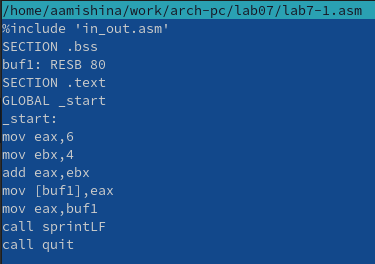 /home/aamishina/work/arch-pc/lab07/lab7-1.asm
%include 'in_out.asm'
SECTION .bss
buf1: RESB 80
SECTION .text
GLOBAL _start
_start:
mov eax,6
mov ebx,4
add eax,ebx
mov [buf1],eax
mov eax,buf1
call sprintLF
call quit